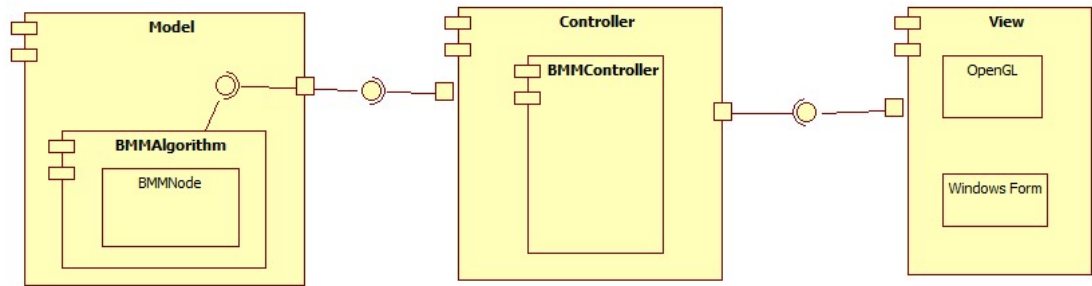 Model
BMMAlgorithm
BMMNode
Controller
BMMController
View
OpenGL
Windows Form